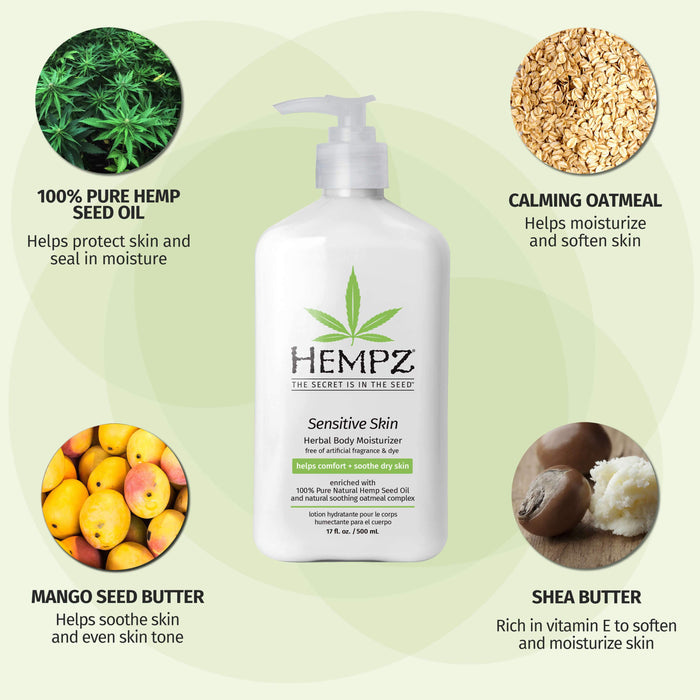 100% PURE HEMP
SEED OIL
Helps protect skin and
seal in moisture
CALMING OATMEAL
Helps moisturize
and soften skin
HEMPZ®
THE SECRET IS IN THE SEED™
Sensitive Skin
Herbal Body Moisturizer
free of artificial fragrance & dye
helps comfort + soothe dry skin
enriched with
100% Pure Natural Hemp Seed Oil
and natural soothing oatmeal complex
lotion hydratante pour le corps
humectante para el cuerpo
17 fl. oz. / 500 mL
MANGO SEED BUTTER
Helps soothe skin
and even skin tone
SHEA BUTTER
Rich in vitamin E to soften
and moisturize skin